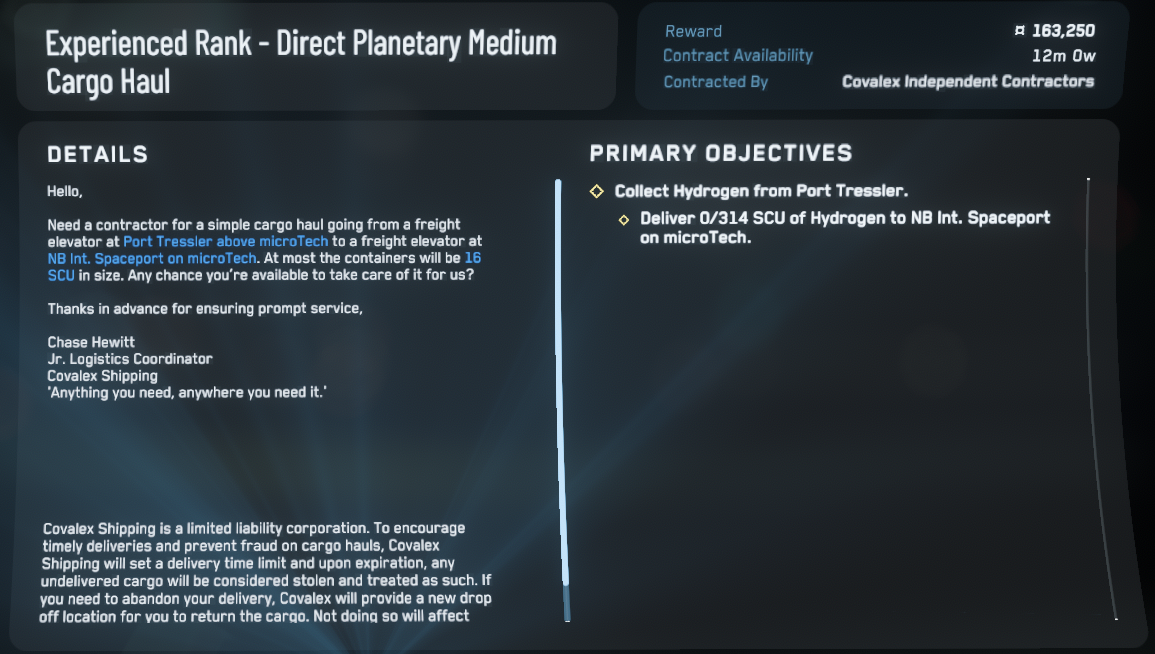 Experienced Rank - Direct Planetary Medium
Cargo Haul
Reward ¤ 163,250
Contract Availability 12m 0w
Contracted By Covalex Independent Contractors
DETAILS
Hello,
Need a contractor for a simple cargo haul going from a freight
elevator at Port Tressler above microTech to a freight elevator at
NB Int. Spaceport on microTech. At most the containers will be 16
SCU in size. Any chance you're available to take care of it for us?
Thanks in advance for ensuring prompt service,
Chase Hewitt
Jr. Logistics Coordinator
Covalex Shipping
'Anything you need, anywhere you need it.'
Covalex Shipping is a limited liability corporation. To encourage
timely deliveries and prevent fraud on cargo hauls, Covalex
Shipping will set a delivery time limit and upon expiration, any
undelivered cargo will be considered stolen and treated as such. If
you need to abandon your delivery, Covalex will provide a new drop
off location for you to return the cargo. Not doing so will affect
PRIMARY OBJECTIVES
Collect Hydrogen from Port Tressler.
Deliver 0/314 SCU of Hydrogen to NB Int. Spaceport
on microTech.